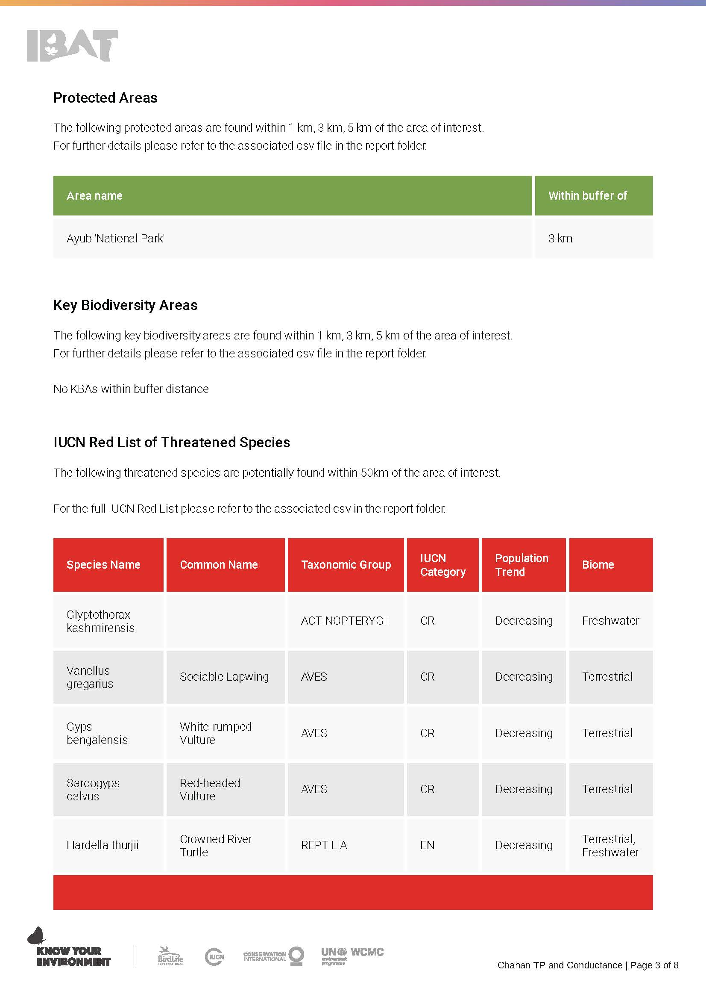 IBAT
Protected Areas
The following protected areas are found within 1 km, 3 km, 5 km of the area of interest.
For further details please refer to the associated csv file in the report folder.
Area name Within buffer of
Ayub 'National Park' 3 km
Key Biodiversity Areas
The following key biodiversity areas are found within 1 km, 3 km, 5 km of the area of interest.
For further details please refer to the associated csv file in the report folder.
No KBAs within buffer distance
IUCN Red List of Threatened Species
The following threatened species are potentially found within 50km of the area of interest.
For the full IUCN Red List please refer to the associated csv in the report folder.
Species Name Common Name Taxonomic Group IUCN Category Population Trend Biome
Glyptothorax kashmirensis ACTINOPTERYGII CR Decreasing Freshwater
Vanellus gregarius Sociable Lapwing AVES CR Decreasing Terrestrial
Gyps bengalensis White-rumped Vulture AVES CR Decreasing Terrestrial
Sarcogyps calvus Red-headed Vulture AVES CR Decreasing Terrestrial
Hardella thurjii Crowned River Turtle REPTILIA EN Decreasing Terrestrial, Freshwater
KNOW YOUR
ENVIRONMENT
BirdLife
INTERNATIONAL
IUCN
CONSERVATION
INTERNATIONAL
UN WCMC
environment
programme
Chahan TP and Conductance | Page 3 of 8